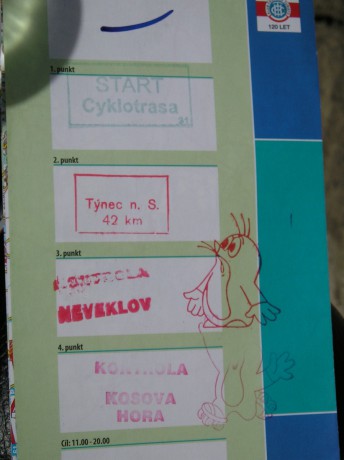 120 LET
1. punkt
START
Cyklotrasa
2. punkt
Týnec n. S.
42 km
3. punkt
KONTROLA
NEVEKLOV
4. punkt
KONTROLA
KOSOVA
HORA
Cíl: 11.00 - 20.00